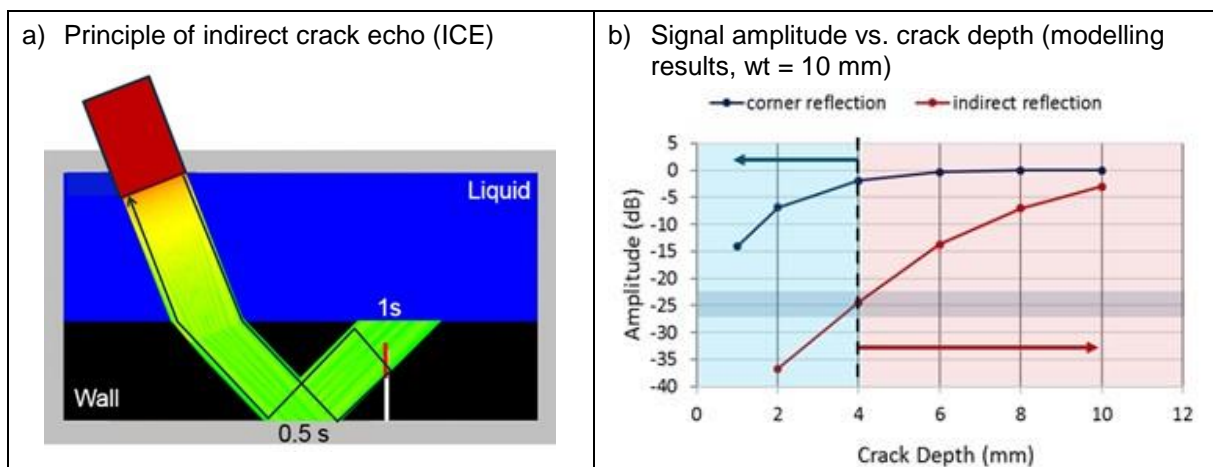 a) Principle of indirect crack echo (ICE)
Liquid
1s
Wall
0.5 s
b) Signal amplitude vs. crack depth (modelling
results, wt = 10 mm)
corner reflection
indirect reflection
Amplitude (dB)
5
0
-5
-10
-15
-20
-25
-30
-35
-40
0 2 4 6 8 10 12
Crack Depth (mm)